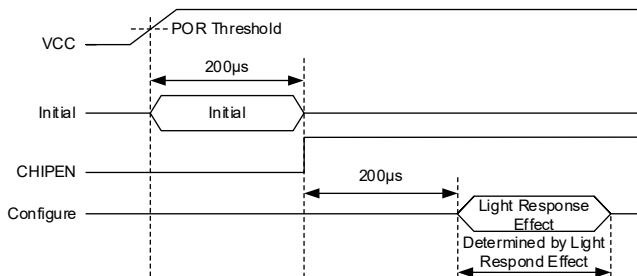 POR Threshold
VCC
200µs
Initial
Initial
CHIPEN
200µs
Configure
Light Response
Effect
Determined by Light
Respond Effect